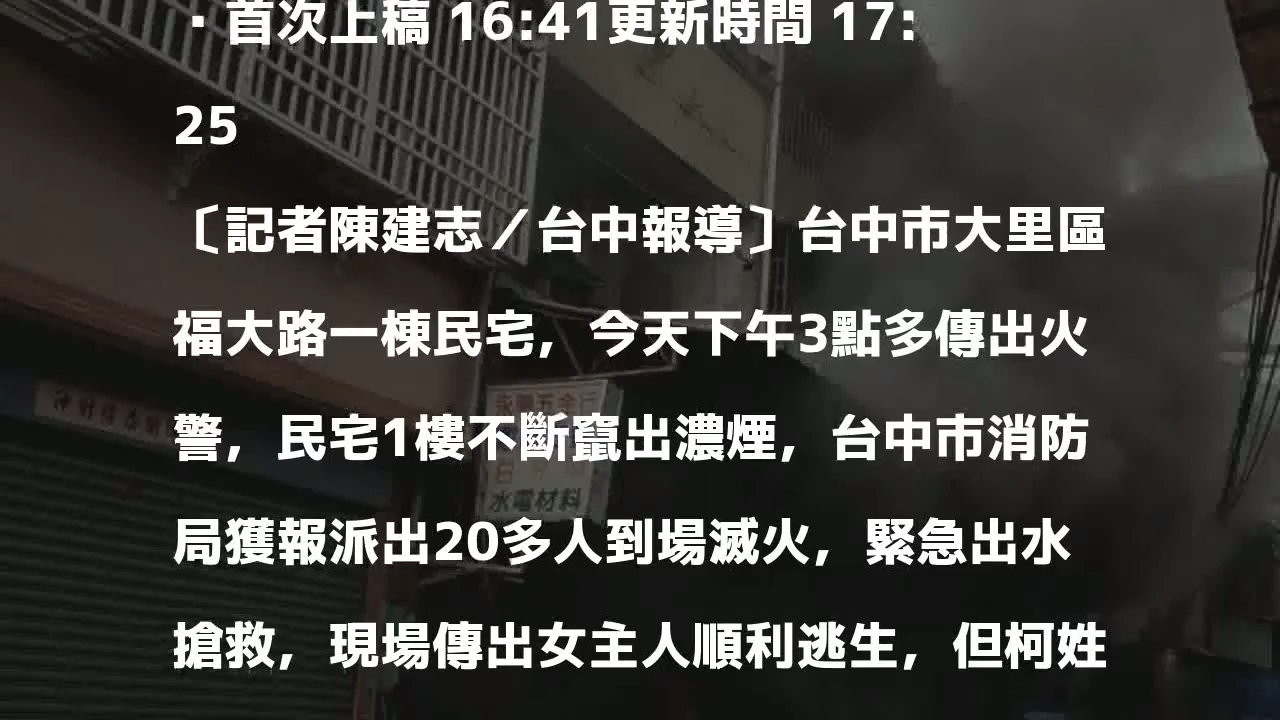 ·首次上稿 16:41更新時間 17:
25
〔記者陳建志／台中報導〕台中市大里區
福大路一棟民宅，今天下午3點多傳出火
警，民宅1樓不斷竄出濃煙，台中市消防
局獲報派出20多人到場滅火，緊急出水
搶救，現場傳出女主人順利逃生，但柯姓
五金行
水電材料